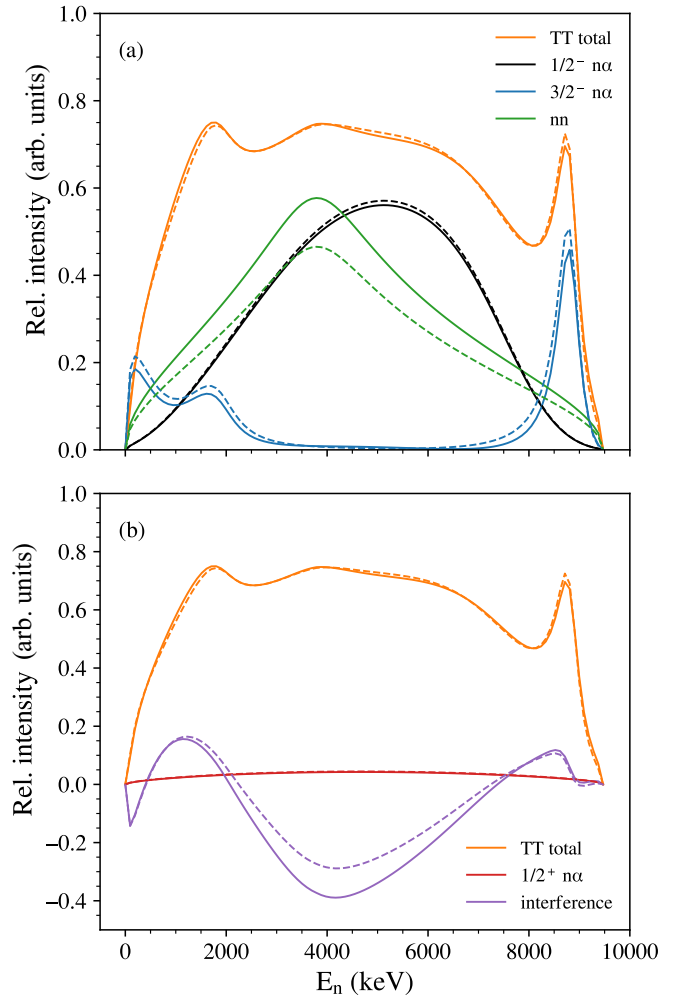 (a)
TT total
1/2⁻ nα
3/2⁻ nα
nn
1.0
0.8
0.6
0.4
0.2
0.0
Rel. intensity (arb. units)
(b)
1.0
0.8
0.6
0.4
0.2
0.0
−0.2
−0.4
Rel. intensity (arb. units)
TT total
1/2⁺ nα
interference
0 2000 4000 6000 8000 10000
Eₙ (keV)